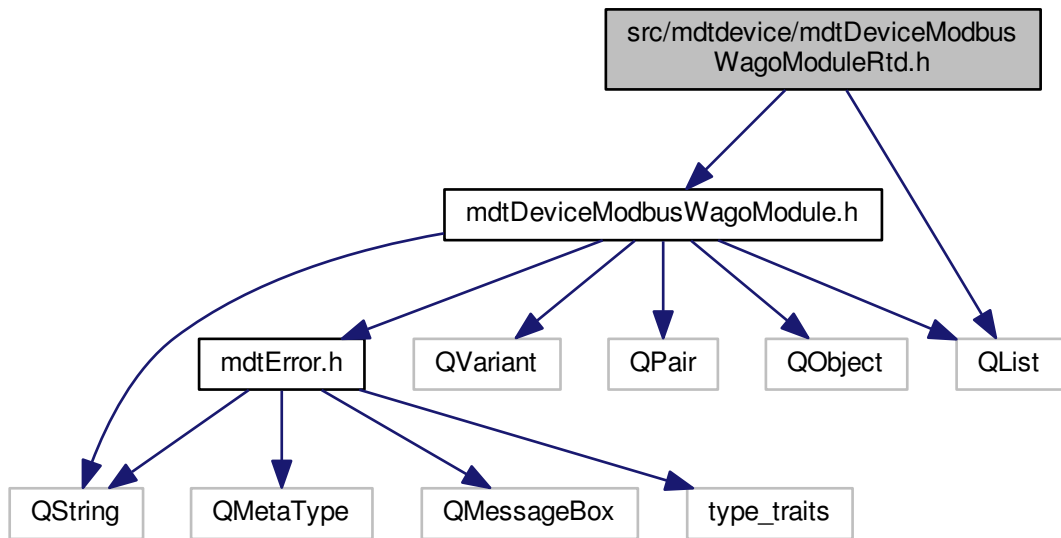 src/mdtdevice/mdtDeviceModbus
WagoModuleRtd.h
mdtDeviceModbusWagoModule.h
mdtError.h
QVariant
QPair
QObject
QList
QString
QMetaType
QMessageBox
type_traits